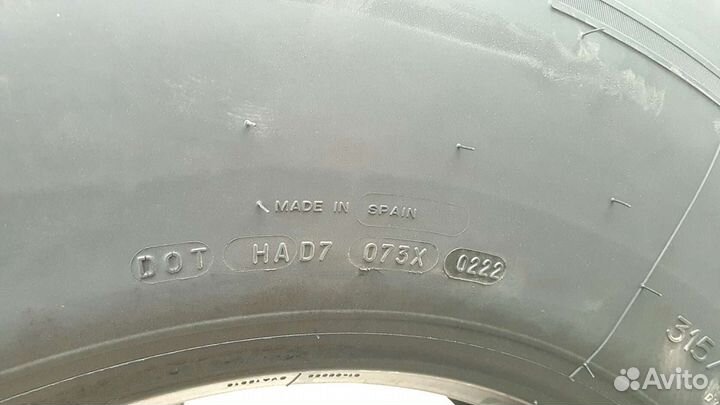 MADE IN SPAIN
DOT HAD7 073X 0222
315/
Avito